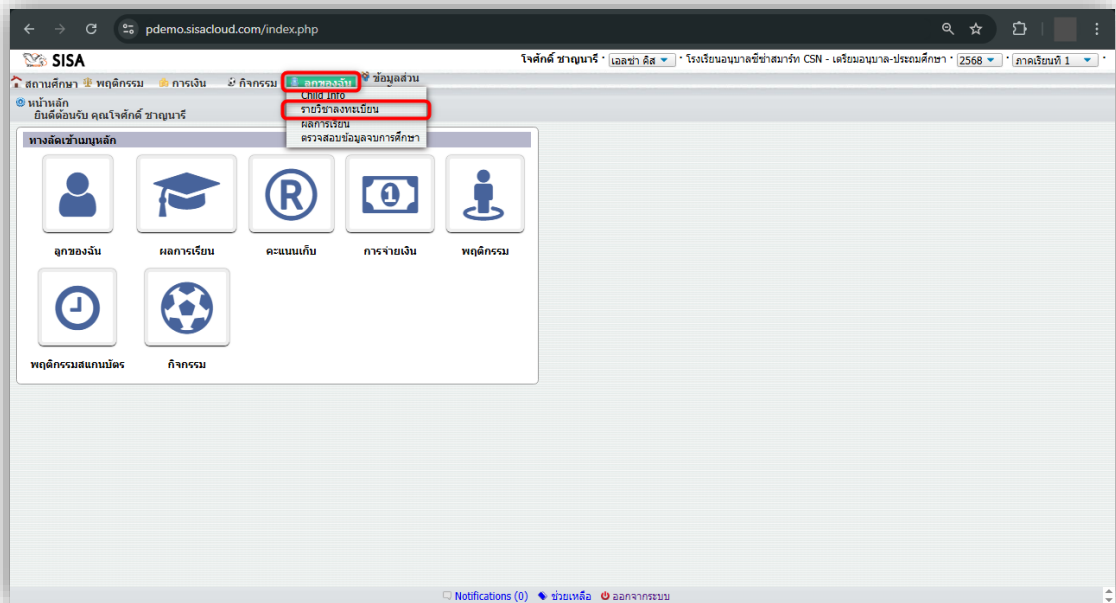 pdemo.sisacloud.com/index.php
SISA
โจศักดิ์ ชาญนารี · เอลซ่า คิส · โรงเรียนอนุบาลชี่ซ่าสมาร์ท CSN - เตรียมอนุบาล-ประถมศึกษา · 2568 · ภาคเรียนที่ 1 ·
สถานศึกษา พฤติกรรม การเงิน กิจกรรม ลูกของฉัน ข้อมูลส่วน
Child Info
รายวิชาลงทะเบียน
ผลการเรียน
ตรวจสอบข้อมูลจบการศึกษา
หน้าหลัก
ยินดีต้อนรับ คุณโจศักดิ์ ชาญนารี
ทางลัดเข้าเมนูหลัก
R 1
ลูกของฉัน ผลการเรียน คะแนนเก็บ การจ่ายเงิน พฤติกรรม
พฤติกรรมสแกนบัตร กิจกรรม
Notifications (0) ช่วยเหลือ ออกจากระบบ